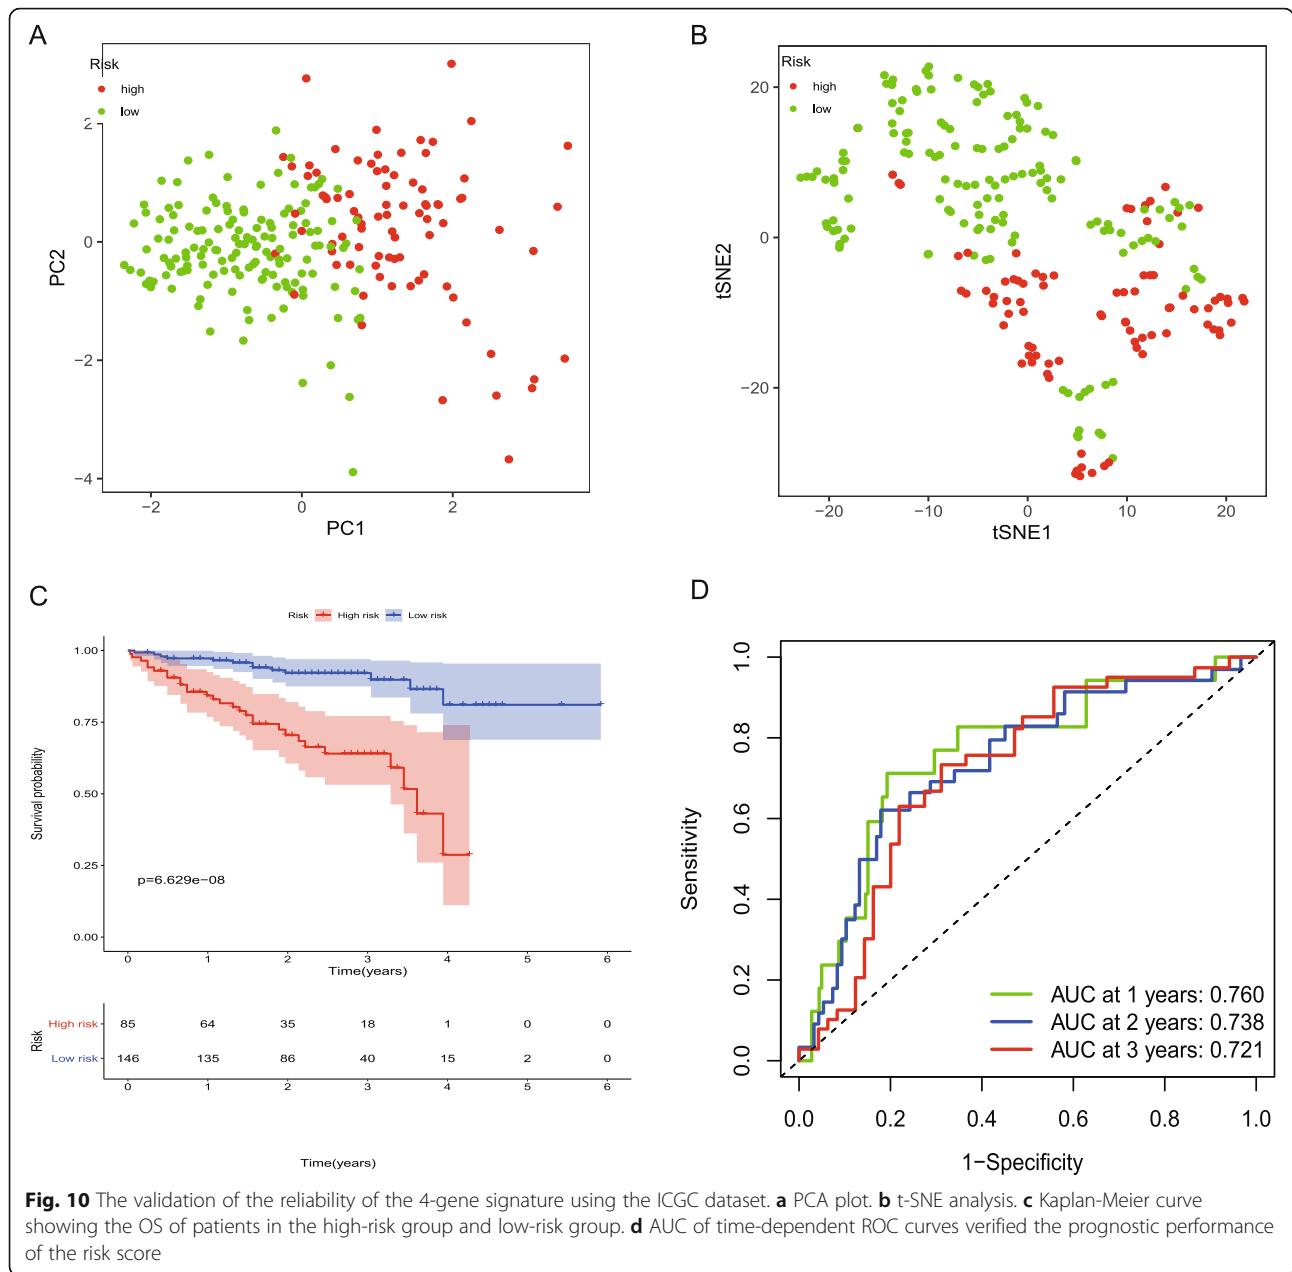 A
Risk
high
low
2
0
−2
−4
PC2
−2
0
2
PC1
B
Risk
high
low
20
0
−20
tSNE2
−20
−10
0
10
20
tSNE1
C
Risk
High risk
Low risk
1.00
0.75
0.50
0.25
0.00
Survival probability
p=6.629e−08
0 1 2 3 4 5 6
Time(years)
Risk
High risk 85 64 35 18 1 0 0
Low risk 146 135 86 40 15 2 0
0 1 2 3 4 5 6
Time(years)
D
1.0
0.8
0.6
0.4
0.2
0.0
Sensitivity
AUC at 1 years: 0.760
AUC at 2 years: 0.738
AUC at 3 years: 0.721
0.0 0.2 0.4 0.6 0.8 1.0
1−Specificity
Fig. 10 The validation of the reliability of the 4-gene signature using the ICGC dataset. a PCA plot. b t-SNE analysis. c Kaplan-Meier curve
showing the OS of patients in the high-risk group and low-risk group. d AUC of time-dependent ROC curves verified the prognostic performance
of the risk score